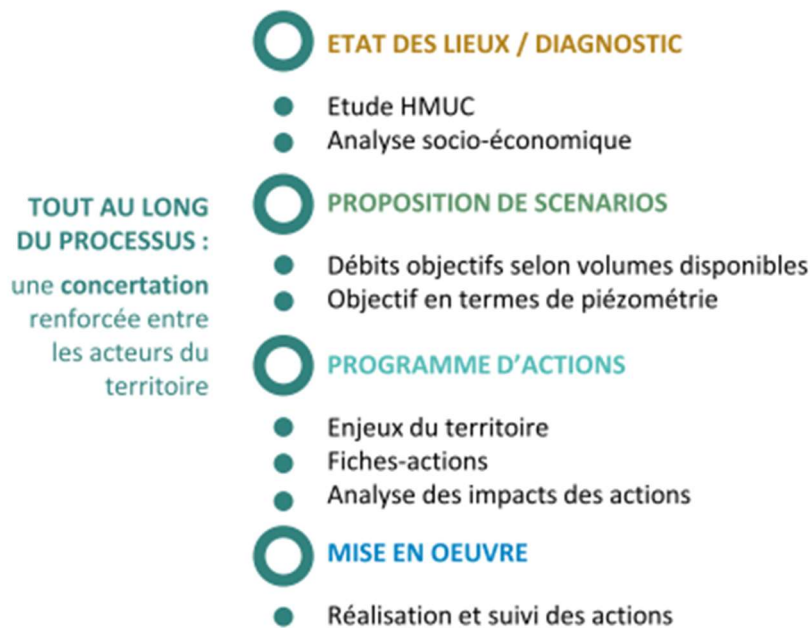 ETAT DES LIEUX / DIAGNOSTIC
Etude HMUC
Analyse socio-économique
TOUT AU LONG
DU PROCESSUS :
une concertation
renforcée entre
les acteurs du
territoire
PROPOSITION DE SCENARIOS
Débits objectifs selon volumes disponibles
Objectif en termes de piézométrie
PROGRAMME D'ACTIONS
Enjeux du territoire
Fiches-actions
Analyse des impacts des actions
MISE EN OEUVRE
Réalisation et suivi des actions